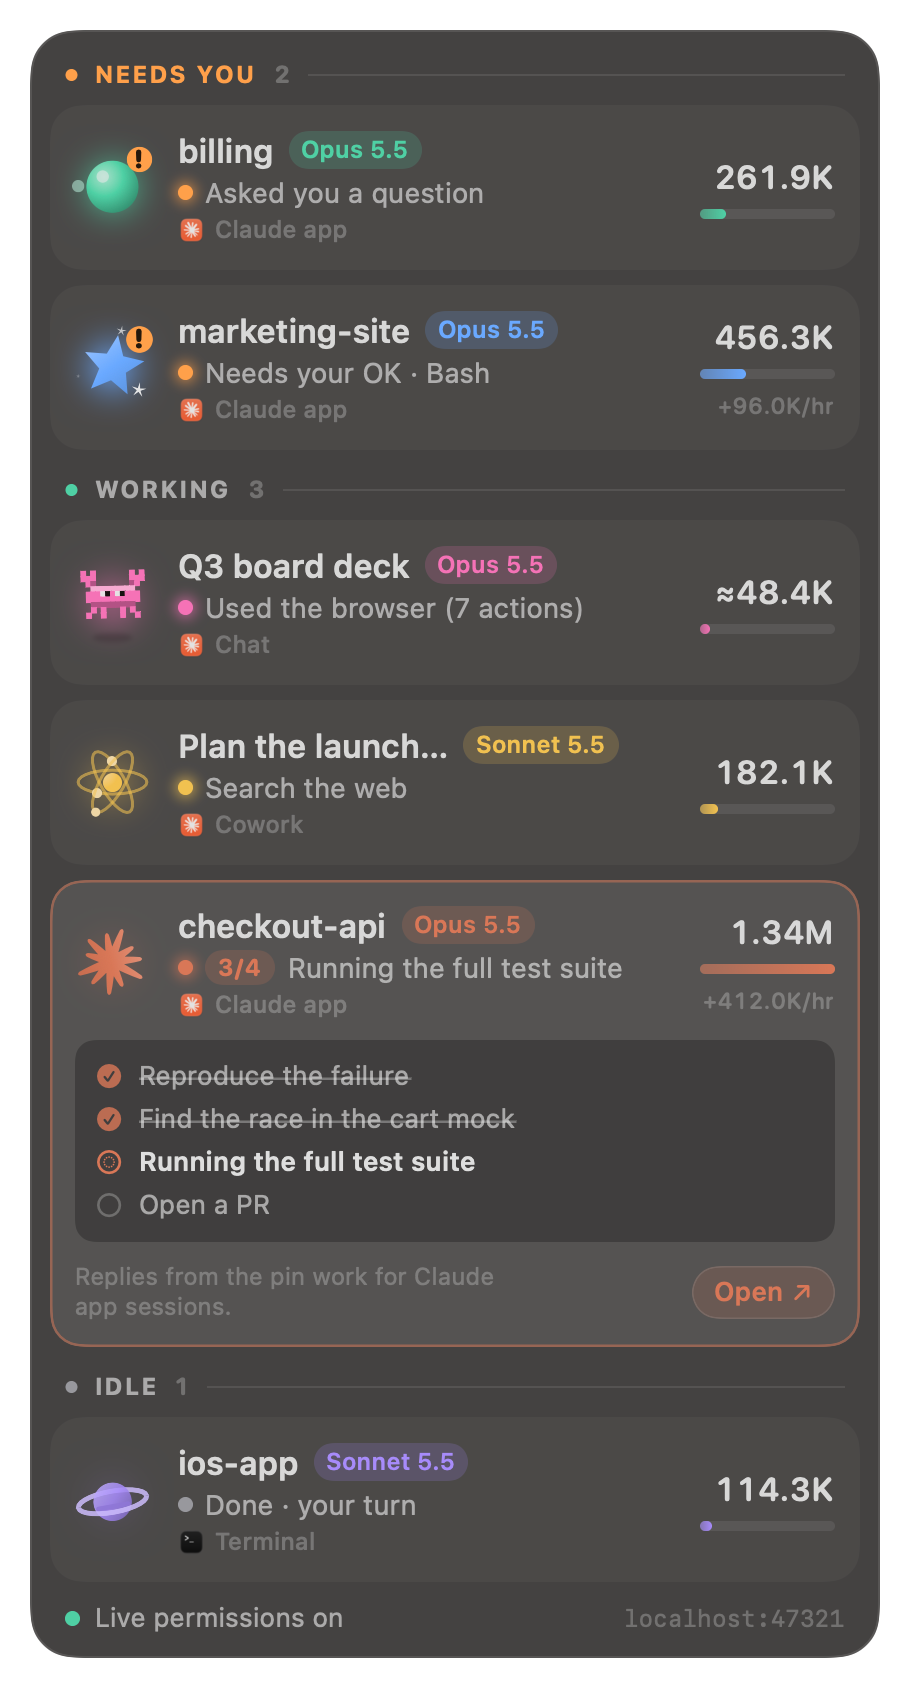 NEEDS YOU 2
billing Opus 5.5
261.9K
Asked you a question
Claude app
marketing-site Opus 5.5
456.3K
Needs your OK · Bash
+96.0K/hr
Claude app
WORKING 3
Q3 board deck Opus 5.5
≈48.4K
Used the browser (7 actions)
Chat
Plan the launch... Sonnet 5.5
182.1K
Search the web
Cowork
checkout-api Opus 5.5
1.34M
3/4 Running the full test suite
+412.0K/hr
Claude app
Reproduce the failure
Find the race in the cart mock
Running the full test suite
Open a PR
Replies from the pin work for Claude
app sessions.
Open ↗
IDLE 1
ios-app Sonnet 5.5
114.3K
Done · your turn
Terminal
Live permissions on
localhost:47321